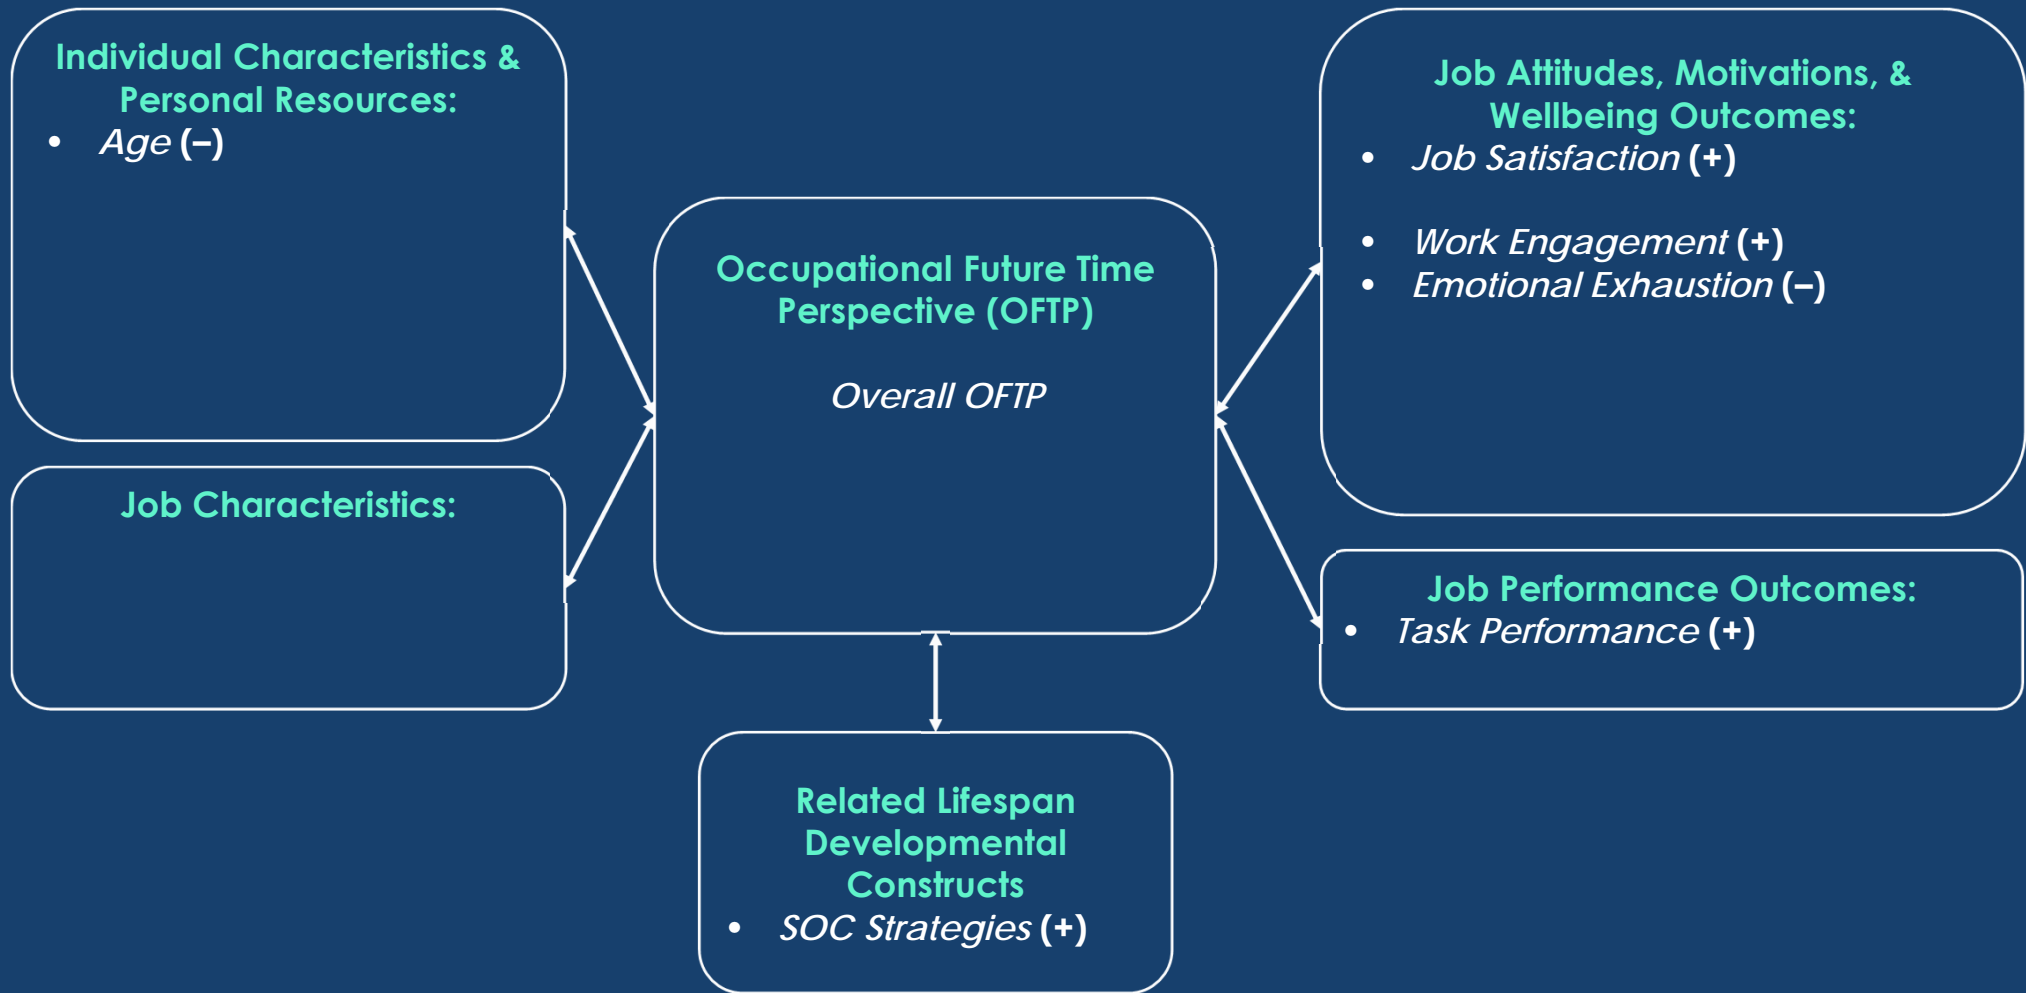 Individual Characteristics &
Personal Resources:
• Age (–)
Job Characteristics:
Occupational Future Time
Perspective (OFTP)
Overall OFTP
Related Lifespan
Developmental
Constructs
• SOC Strategies (+)
Job Attitudes, Motivations, &
Wellbeing Outcomes:
• Job Satisfaction (+)
• Work Engagement (+)
• Emotional Exhaustion (–)
Job Performance Outcomes:
• Task Performance (+)